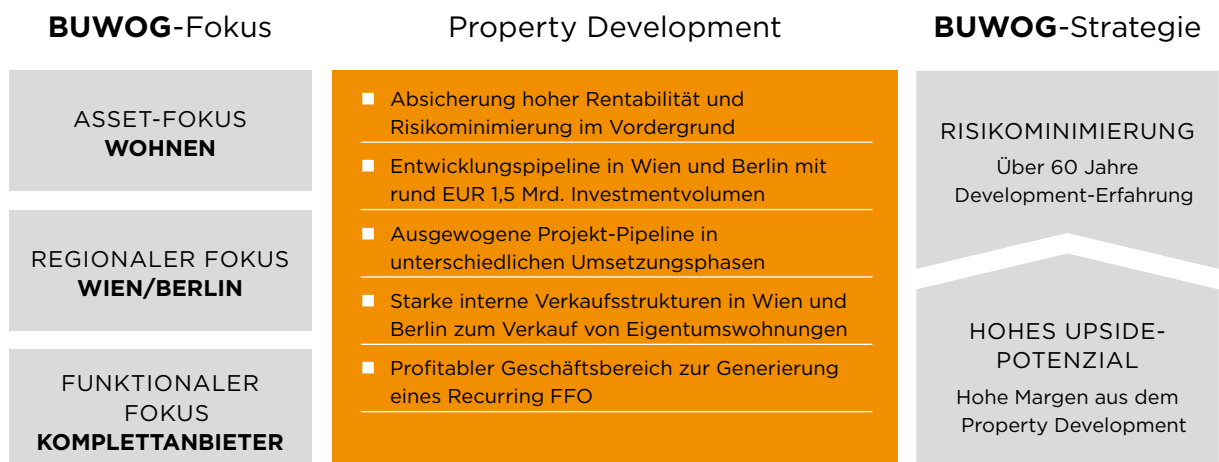 BUWOG-Fokus
ASSET-FOKUS
WOHNEN
REGIONALER FOKUS
WIEN/BERLIN
FUNKTIONALER
FOKUS
KOMPLETTANBIETER
Property Development
Absicherung hoher Rentabilität und
Risikominimierung im Vordergrund
Entwicklungspipeline in Wien und Berlin mit
rund EUR 1,5 Mrd. Investmentvolumen
Ausgewogene Projekt-Pipeline in
unterschiedlichen Umsetzungsphasen
Starke interne Verkaufsstrukturen in Wien und
Berlin zum Verkauf von Eigentumswohnungen
Profitabler Geschäftsbereich zur Generierung
eines Recurring FFO
BUWOG-Strategie
RISIKOMINIMIERUNG
Über 60 Jahre
Development-Erfahrung
HOHES UPSIDE-
POTENZIAL
Hohe Margen aus dem
Property Development